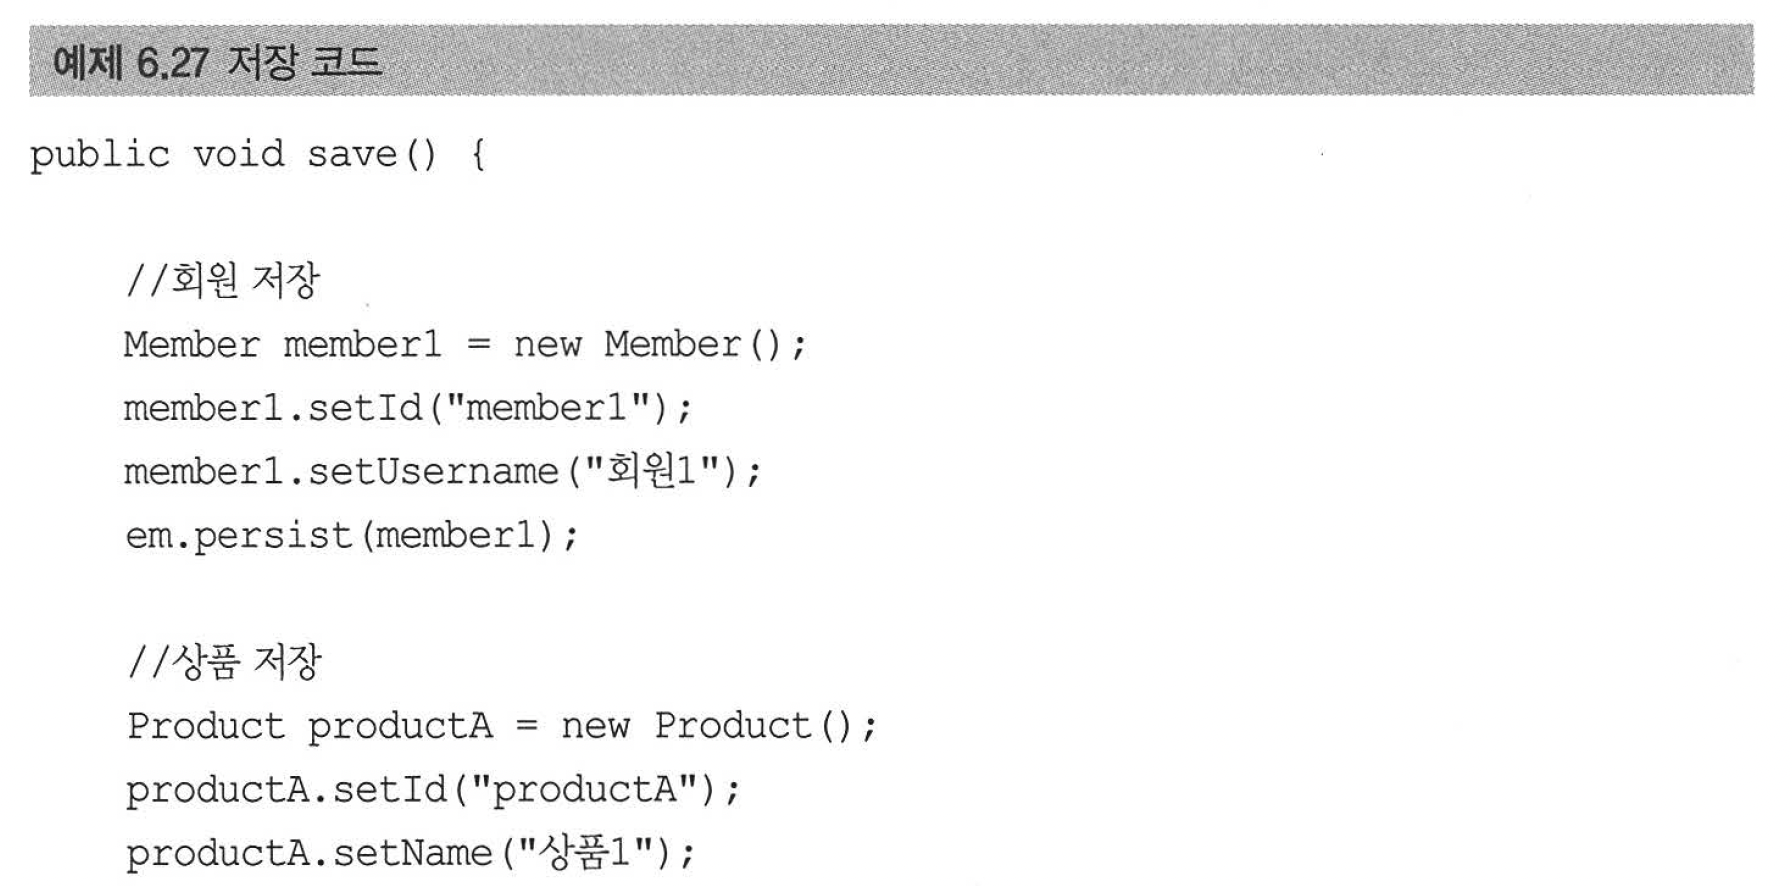 예제 6.27 저장 코드
public void save() {
//회원 저장
Member member1 = new Member();
member1.setId("member1");
member1.setUsername("회원1");
em.persist(member1);
//상품 저장
Product productA = new Product();
productA.setId("productA");
productA.setName("상품1");